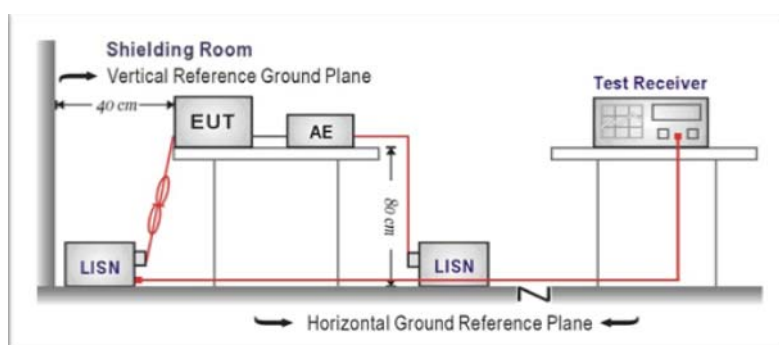 Shielding Room
Vertical Reference Ground Plane
40 cm
Test Receiver
EUT
AE
80 cm
LISN
LISN
Horizontal Ground Reference Plane